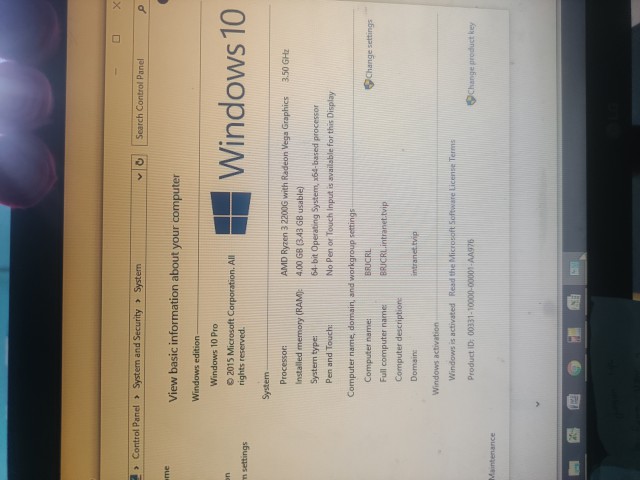 Control Panel > System and Security > System
Search Control Panel
View basic information about your computer
Windows edition
Windows 10 Pro
© 2015 Microsoft Corporation. All
rights reserved.
Windows 10
System
Processor: AMD Ryzen 3 2200G with Radeon Vega Graphics 3.50 GHz
Installed memory (RAM): 4.00 GB (3.43 GB usable)
System type: 64-bit Operating System, x64-based processor
Pen and Touch: No Pen or Touch Input is available for this Display
Computer name, domain, and workgroup settings
Computer name: BRJCRL
Change settings
Full computer name: BRJCRL.intranet.tvip
Computer description:
Domain: intranet.tvip
Windows activation
Windows is activated Read the Microsoft Software License Terms
Product ID: 00331-10000-00001-AA976
Change product key
settings
Maintenance